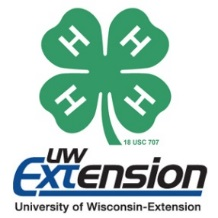 H H
H H
18 USC 707
UW
Extension
University of Wisconsin-Extension